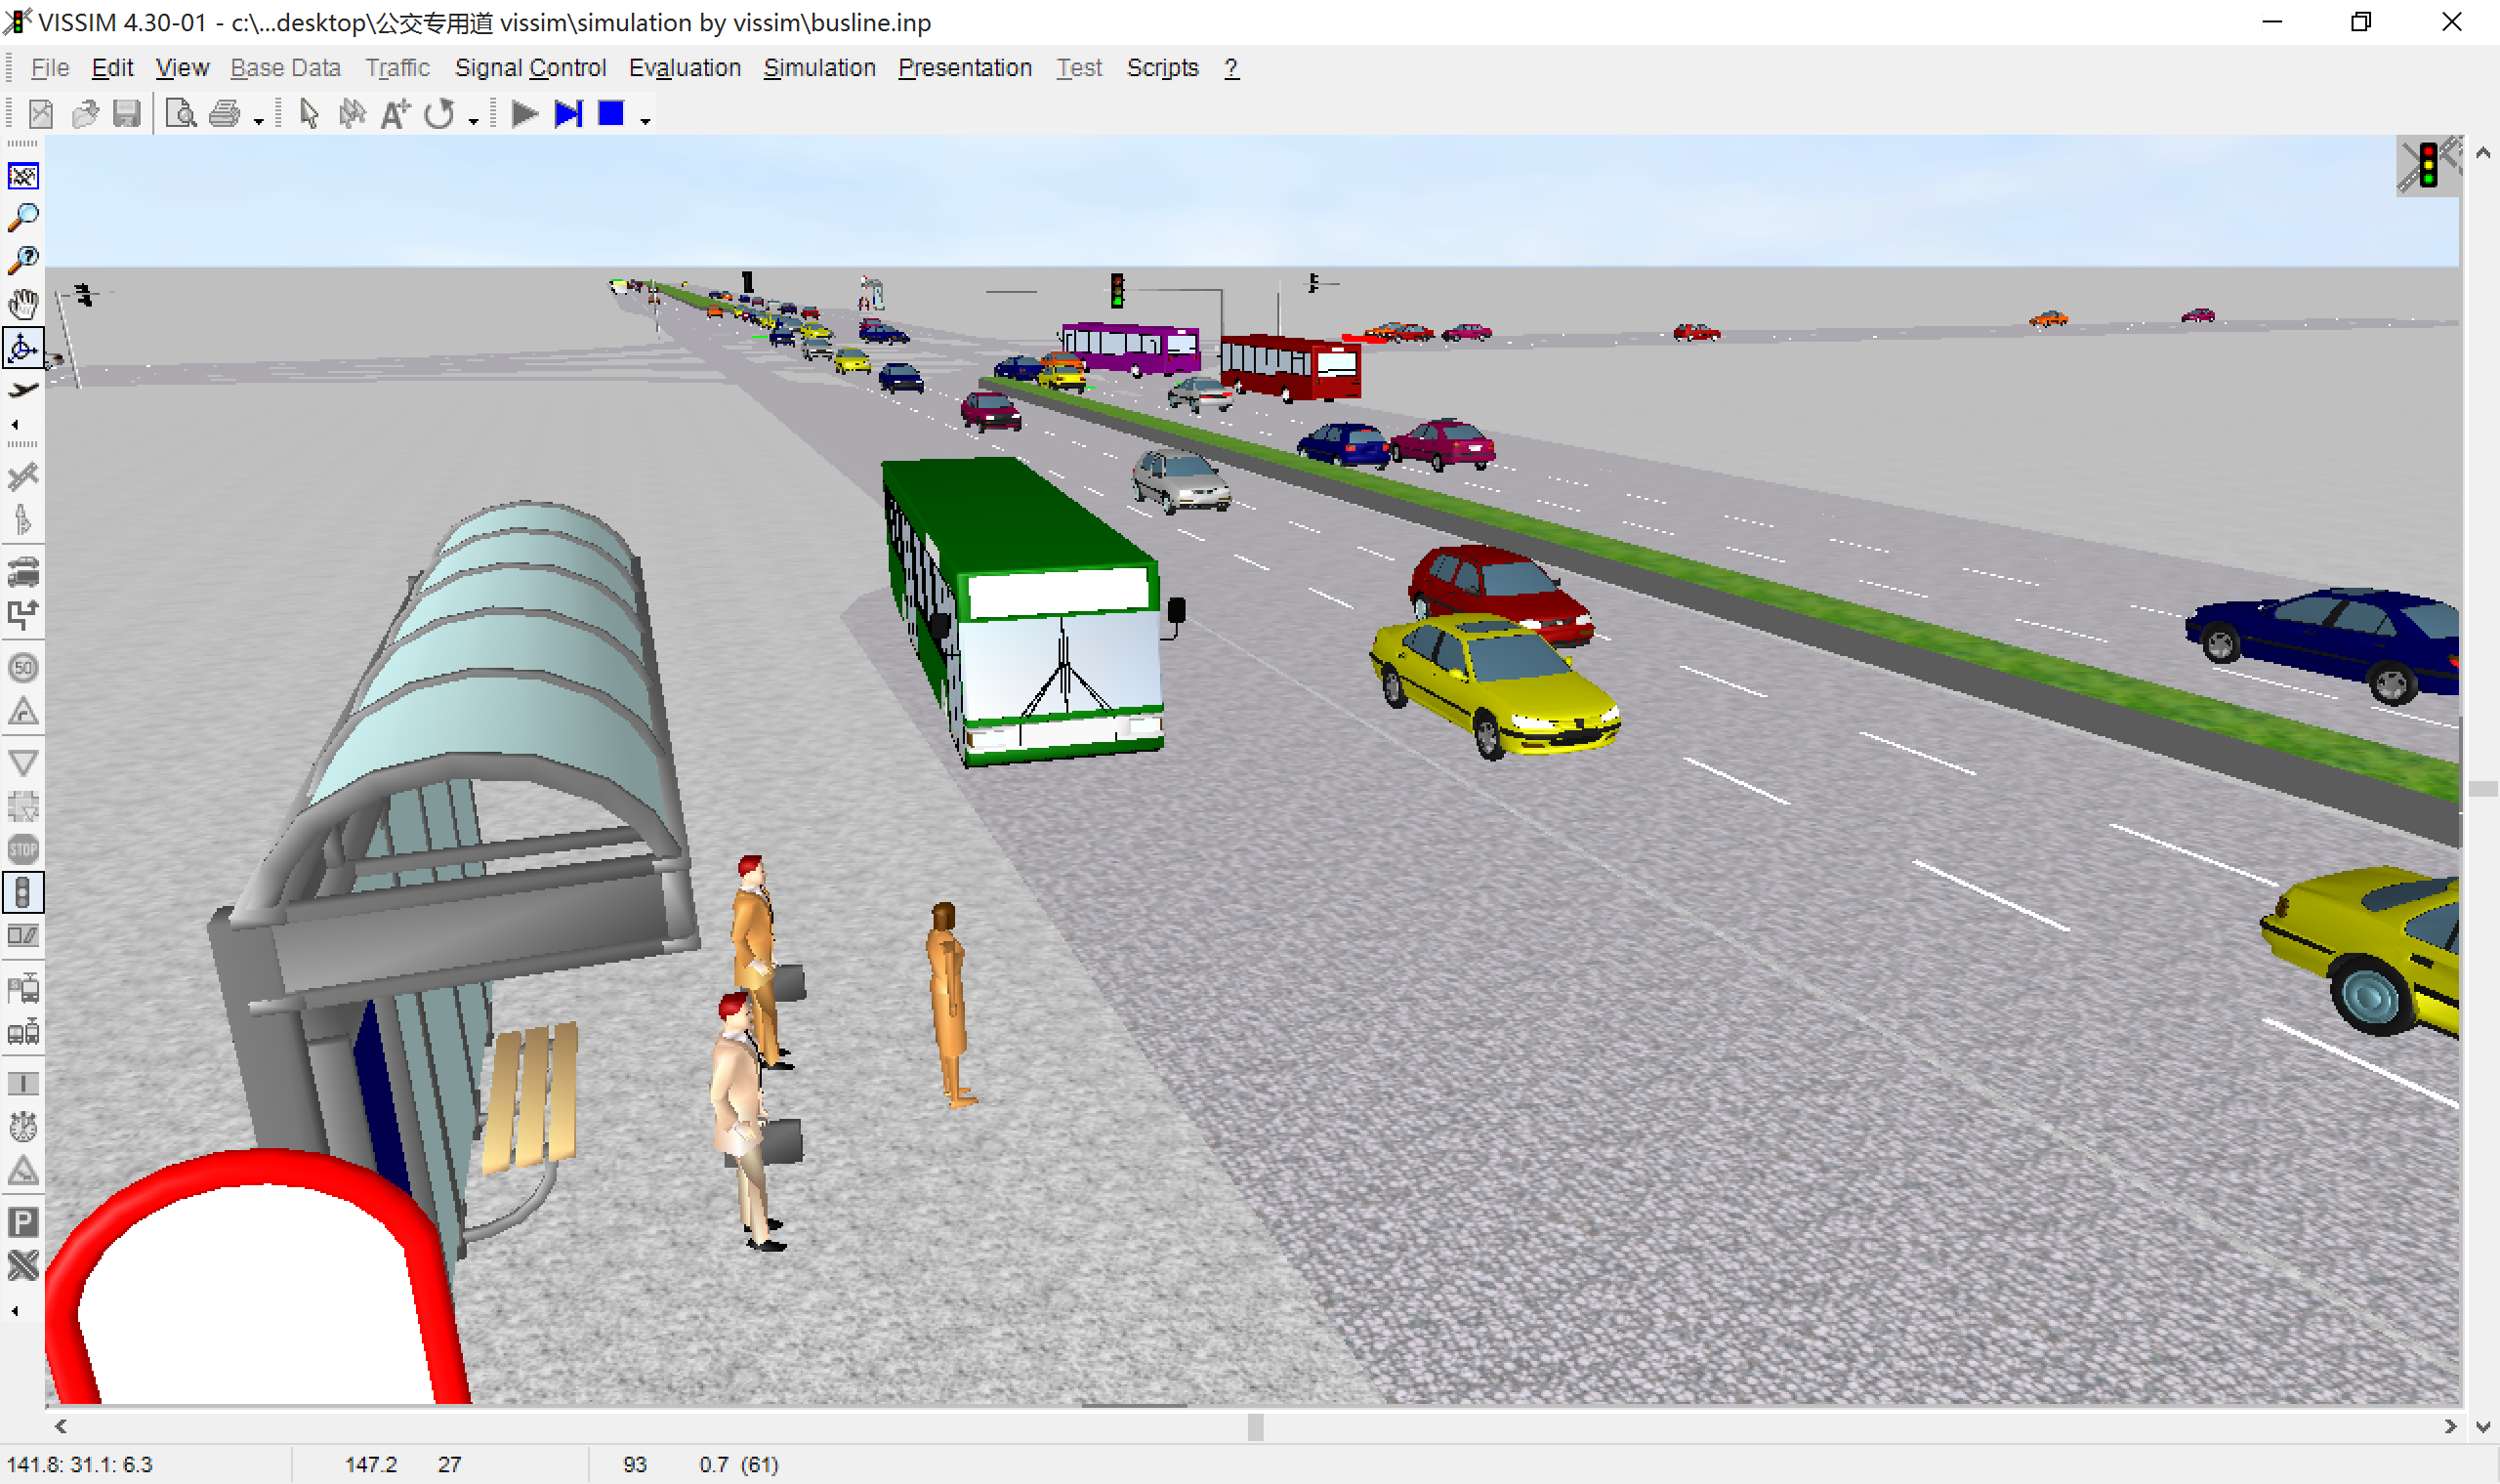 VISSIM 4.30-01 - c:\...desktop\公交专用道 vissim\simulation by vissim\busline.inp
File Edit View Base Data Traffic Signal Control Evaluation Simulation Presentation Test Scripts ?
A+
?
50
STOP
P
141.8: 31.1: 6.3 147.2 27 93 0.7 (61)